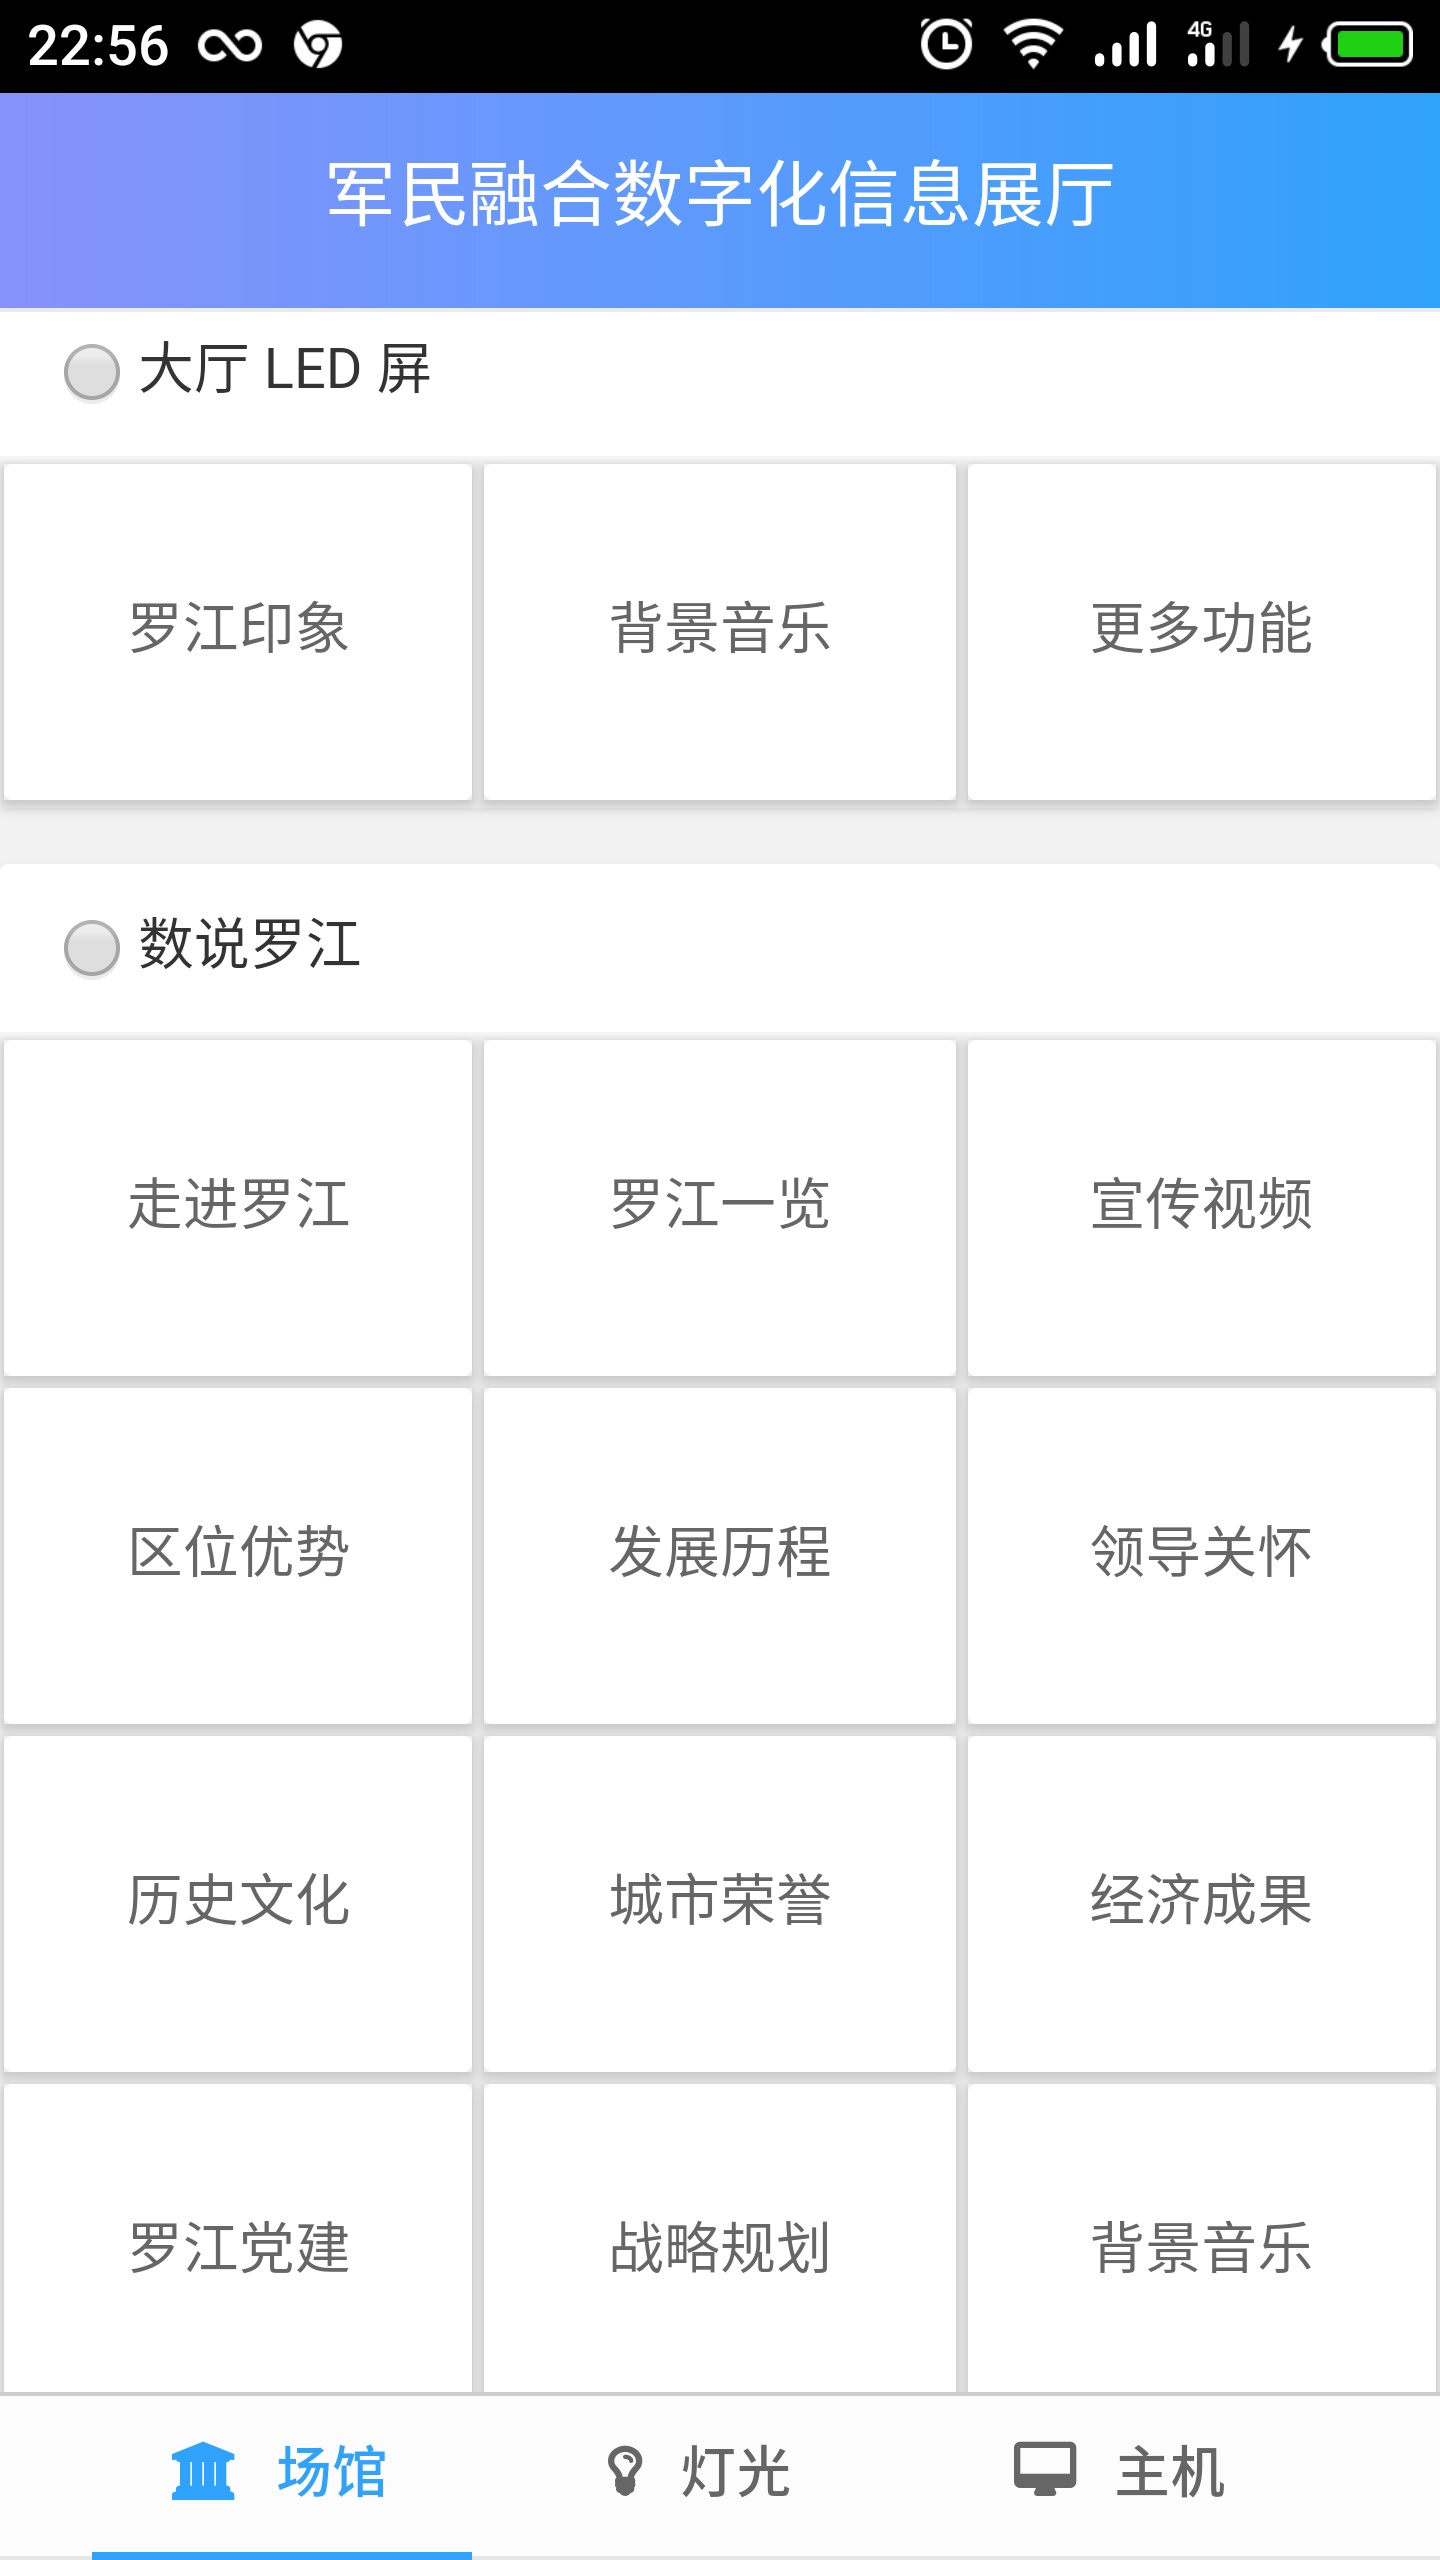 22:56
4G
军民融合数字化信息展厅
大厅 LED 屏
罗江印象 背景音乐 更多功能
数说罗江
走进罗江 罗江一览 宣传视频
区位优势 发展历程 领导关怀
历史文化 城市荣誉 经济成果
罗江党建 战略规划 背景音乐
场馆 灯光 主机